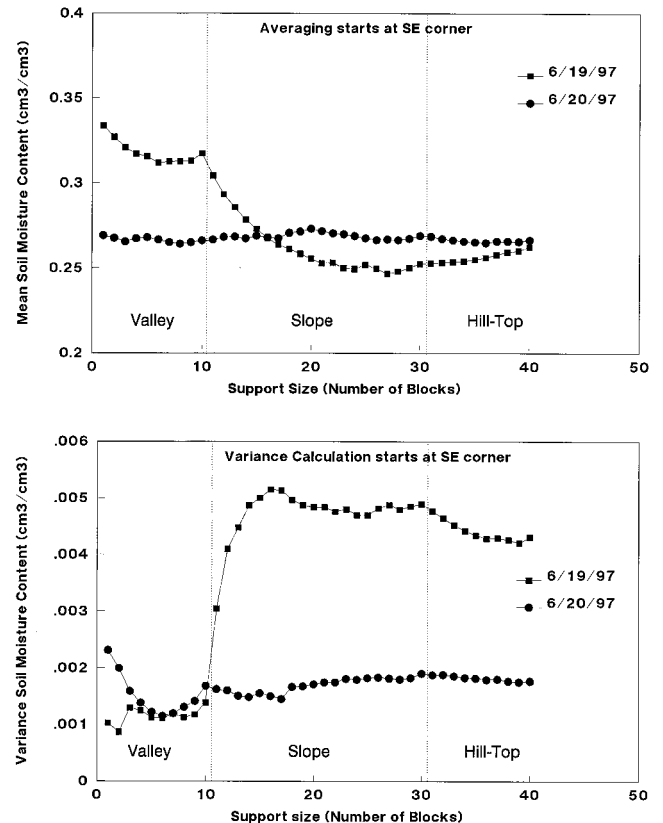 Averaging starts at SE corner
6/19/97
6/20/97
Mean Soil Moisture Content (cm3/cm3)
0.4
0.35
0.3
0.25
0.2
Valley
Slope
Hill-Top
0
10
20
30
40
50
Support Size (Number of Blocks)
Variance Calculation starts at SE corner
6/19/97
6/20/97
Variance Soil Moisture Content (cm3/cm3)
.006
.005
.004
.003
.002
.001
0
Valley
Slope
Hill-Top
0
10
20
30
40
50
Support size (Number of Blocks)